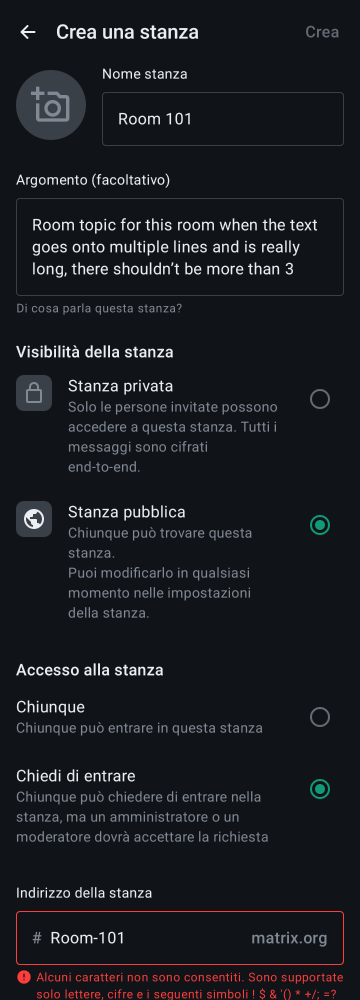 Crea una stanza
Crea
Nome stanza
Room 101
Argomento (facoltativo)
Room topic for this room when the text
goes onto multiple lines and is really
long, there shouldn’t be more than 3
Di cosa parla questa stanza?
Visibilità della stanza
Stanza privata
Solo le persone invitate possono
accedere a questa stanza. Tutti i
messaggi sono cifrati
end-to-end.
Stanza pubblica
Chiunque può trovare questa
stanza.
Puoi modificarlo in qualsiasi
momento nelle impostazioni
della stanza.
Accesso alla stanza
Chiunque
Chiunque può entrare in questa stanza
Chiedi di entrare
Chiunque può chiedere di entrare nella
stanza, ma un amministratore o un
moderatore dovrà accettare la richiesta
Indirizzo della stanza
# Room-101 matrix.org
Alcuni caratteri non sono consentiti. Sono supportate
solo lettere, cifre e i seguenti simboli ! $ & '() * +/; =?